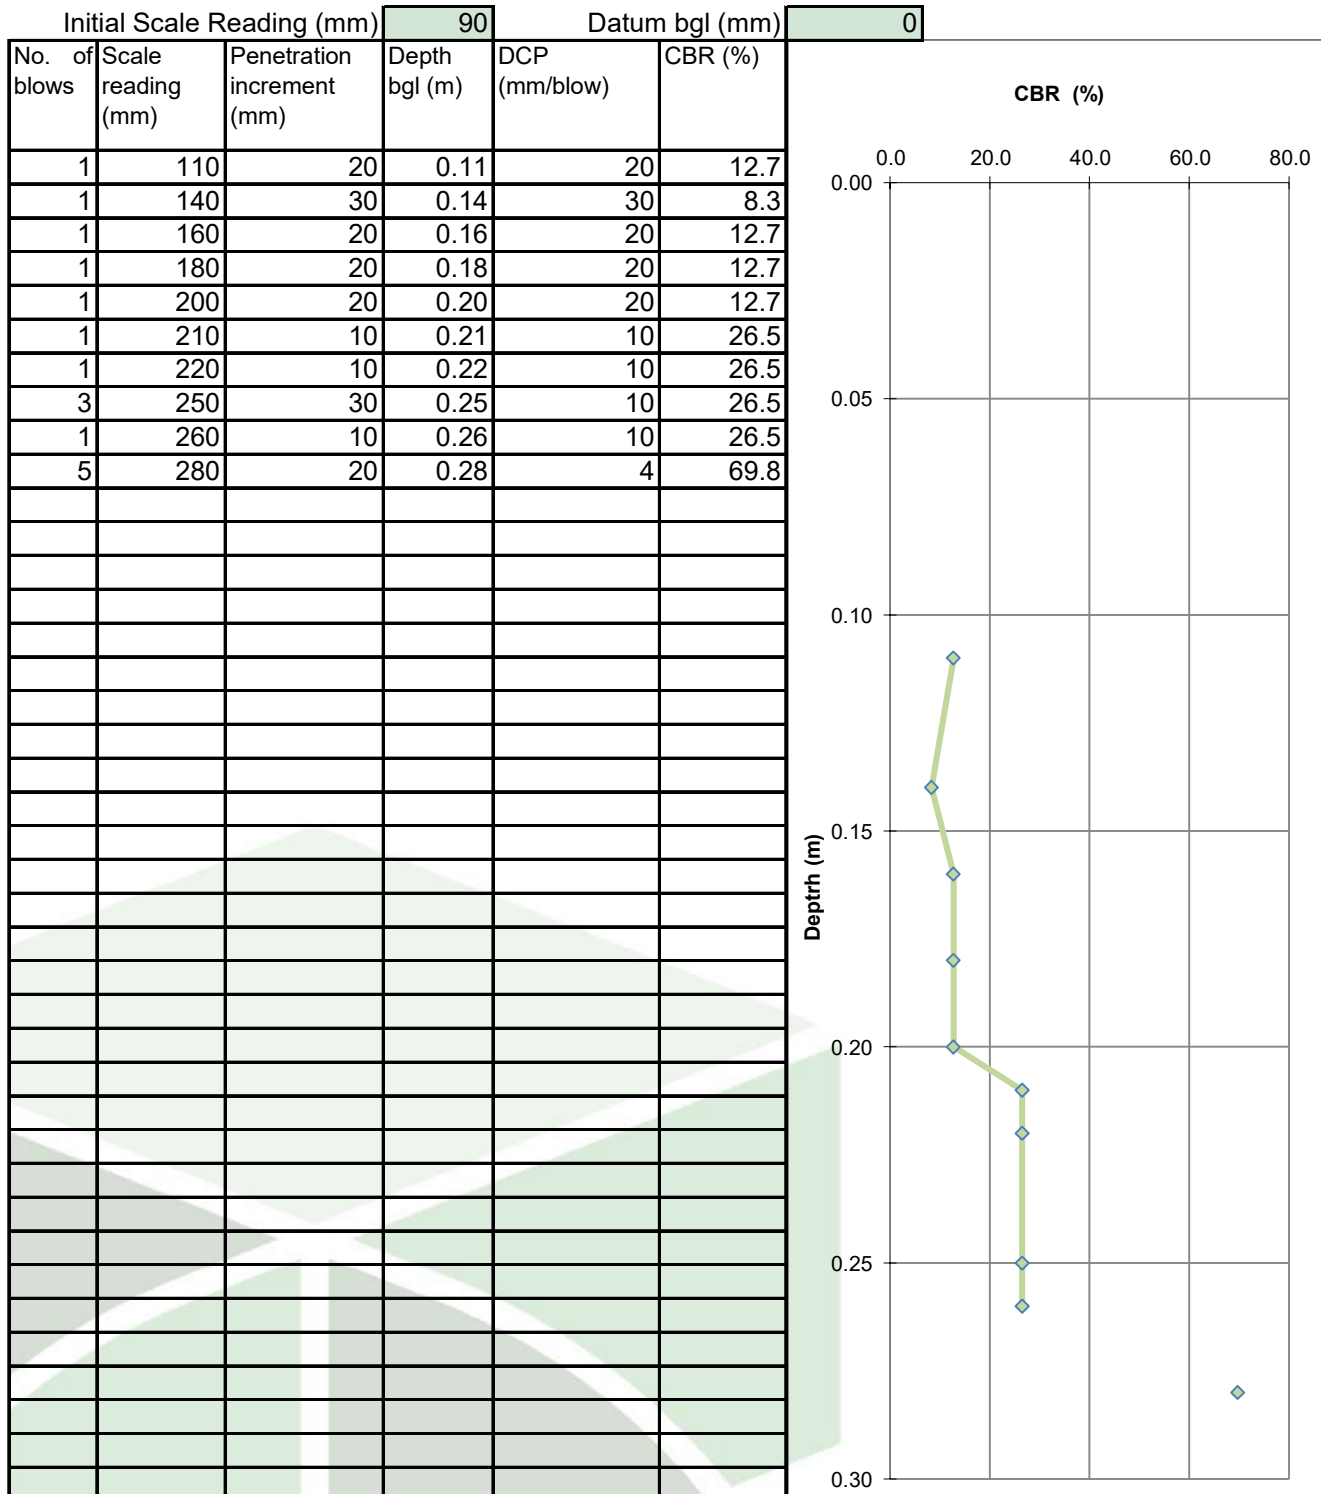 Initial Scale Reading (mm) 90 Datum bgl (mm) 0
No. of blows Scale reading (mm) Penetration increment (mm) Depth bgl (m) DCP (mm/blow) CBR (%)
1 110 20 0.11 20 12.7
1 140 30 0.14 30 8.3
1 160 20 0.16 20 12.7
1 180 20 0.18 20 12.7
1 200 20 0.20 20 12.7
1 210 10 0.21 10 26.5
1 220 10 0.22 10 26.5
3 250 30 0.25 10 26.5
1 260 10 0.26 10 26.5
5 280 20 0.28 4 69.8
CBR (%)
0.0 20.0 40.0 60.0 80.0
0.00
0.05
0.10
0.15
0.20
0.25
0.30
Deptrh (m)